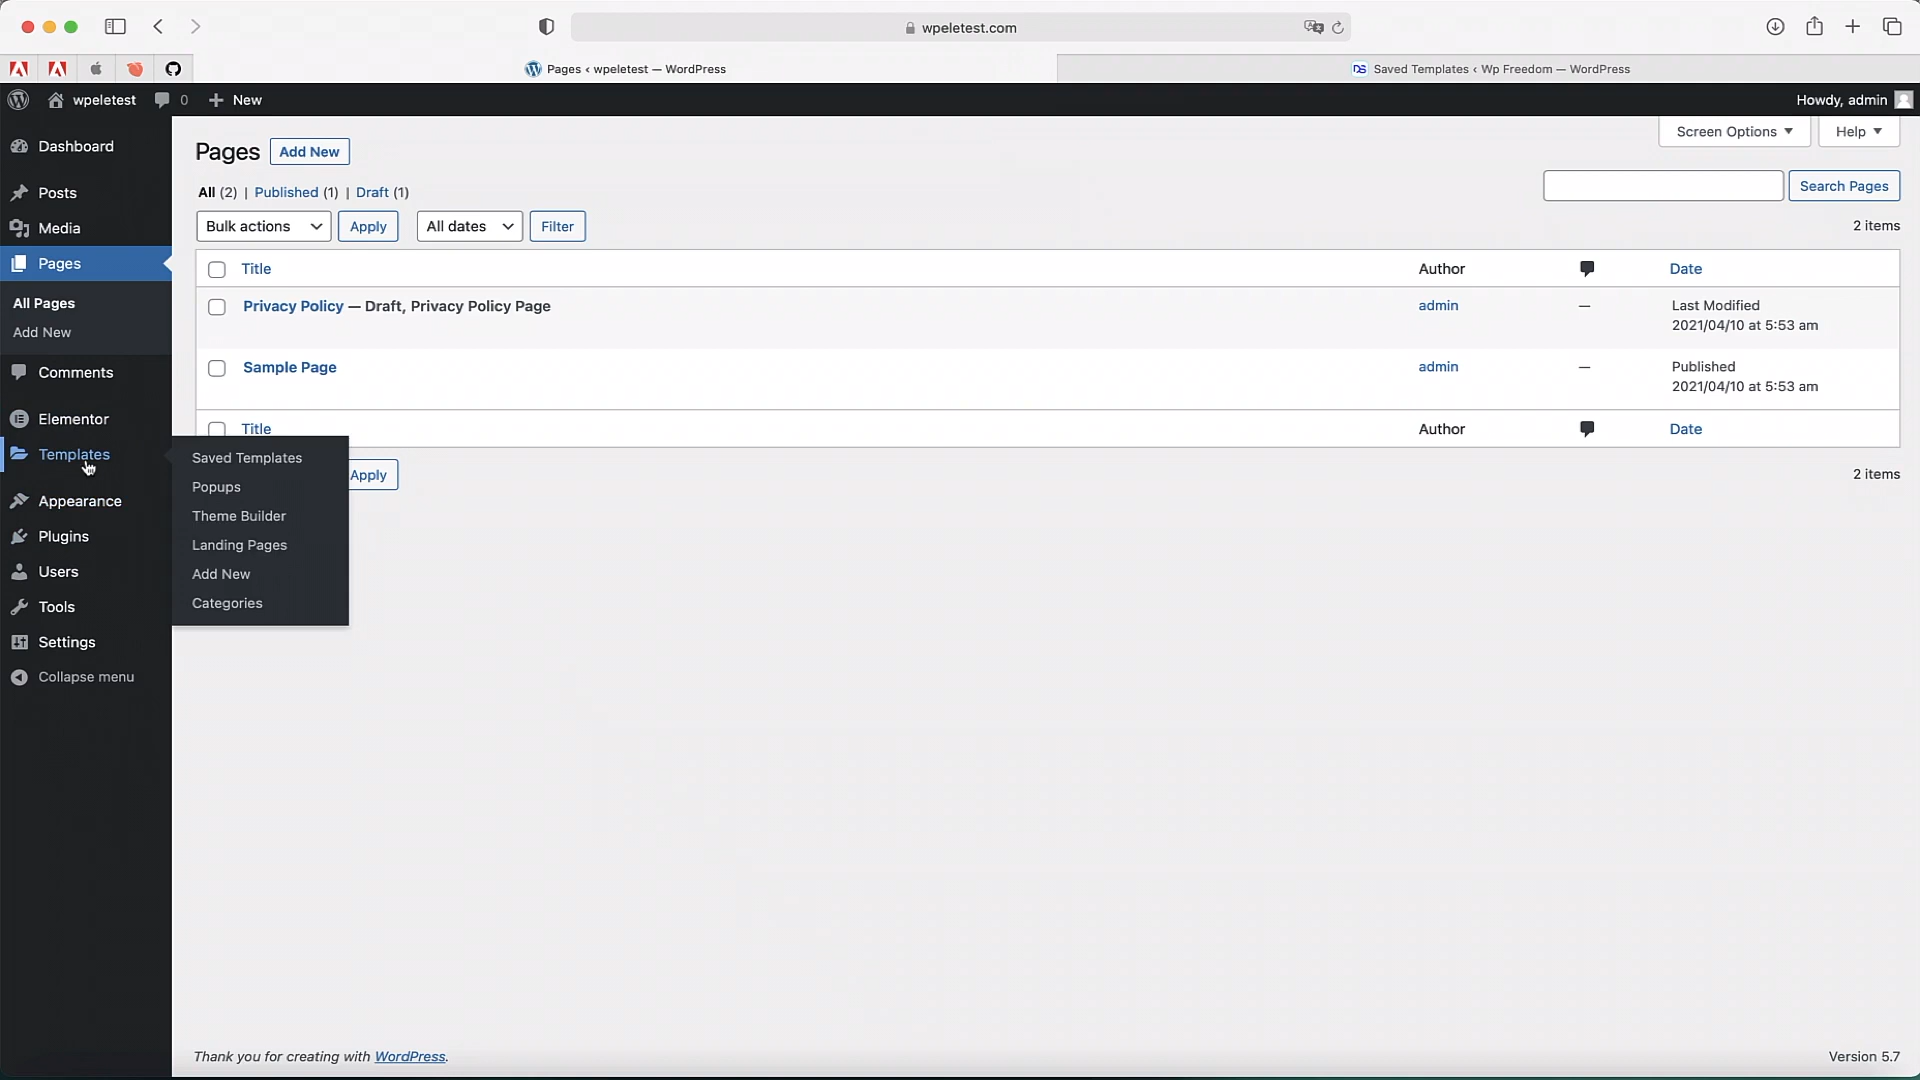 wpeletest.com
Pages ‹ wpeletest — WordPress
Saved Templates ‹ Wp Freedom — WordPress
wpeletest 0 New
Howdy, admin
Dashboard
Posts
Media
Pages
All Pages
Add New
Comments
Elementor
Templates
Appearance
Plugins
Users
Tools
Settings
Collapse menu
Saved Templates
Popups
Theme Builder
Landing Pages
Add New
Categories
Screen Options
Help
Pages Add New
All (2) | Published (1) | Draft (1)
Search Pages
Bulk actions Apply All dates Filter
2 items
Title Author Date
Privacy Policy — Draft, Privacy Policy Page admin — Last Modified
2021/04/10 at 5:53 am
Sample Page admin — Published
2021/04/10 at 5:53 am
Title Author Date
Apply
2 items
Thank you for creating with WordPress.
Version 5.7